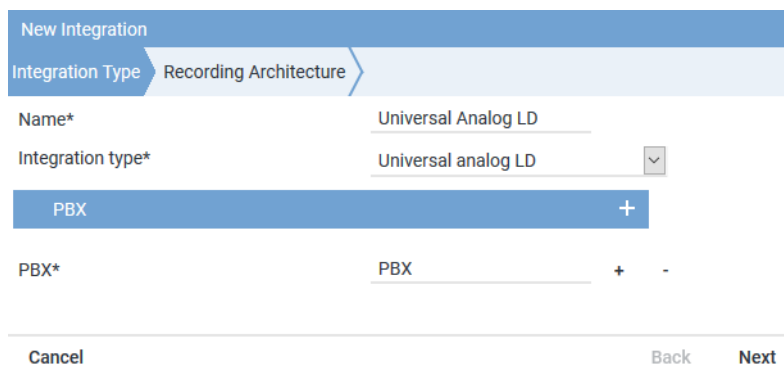 New Integration
Integration Type Recording Architecture
Name* Universal Analog LD
Integration type* Universal analog LD
PBX +
PBX* PBX + -
Cancel Back Next